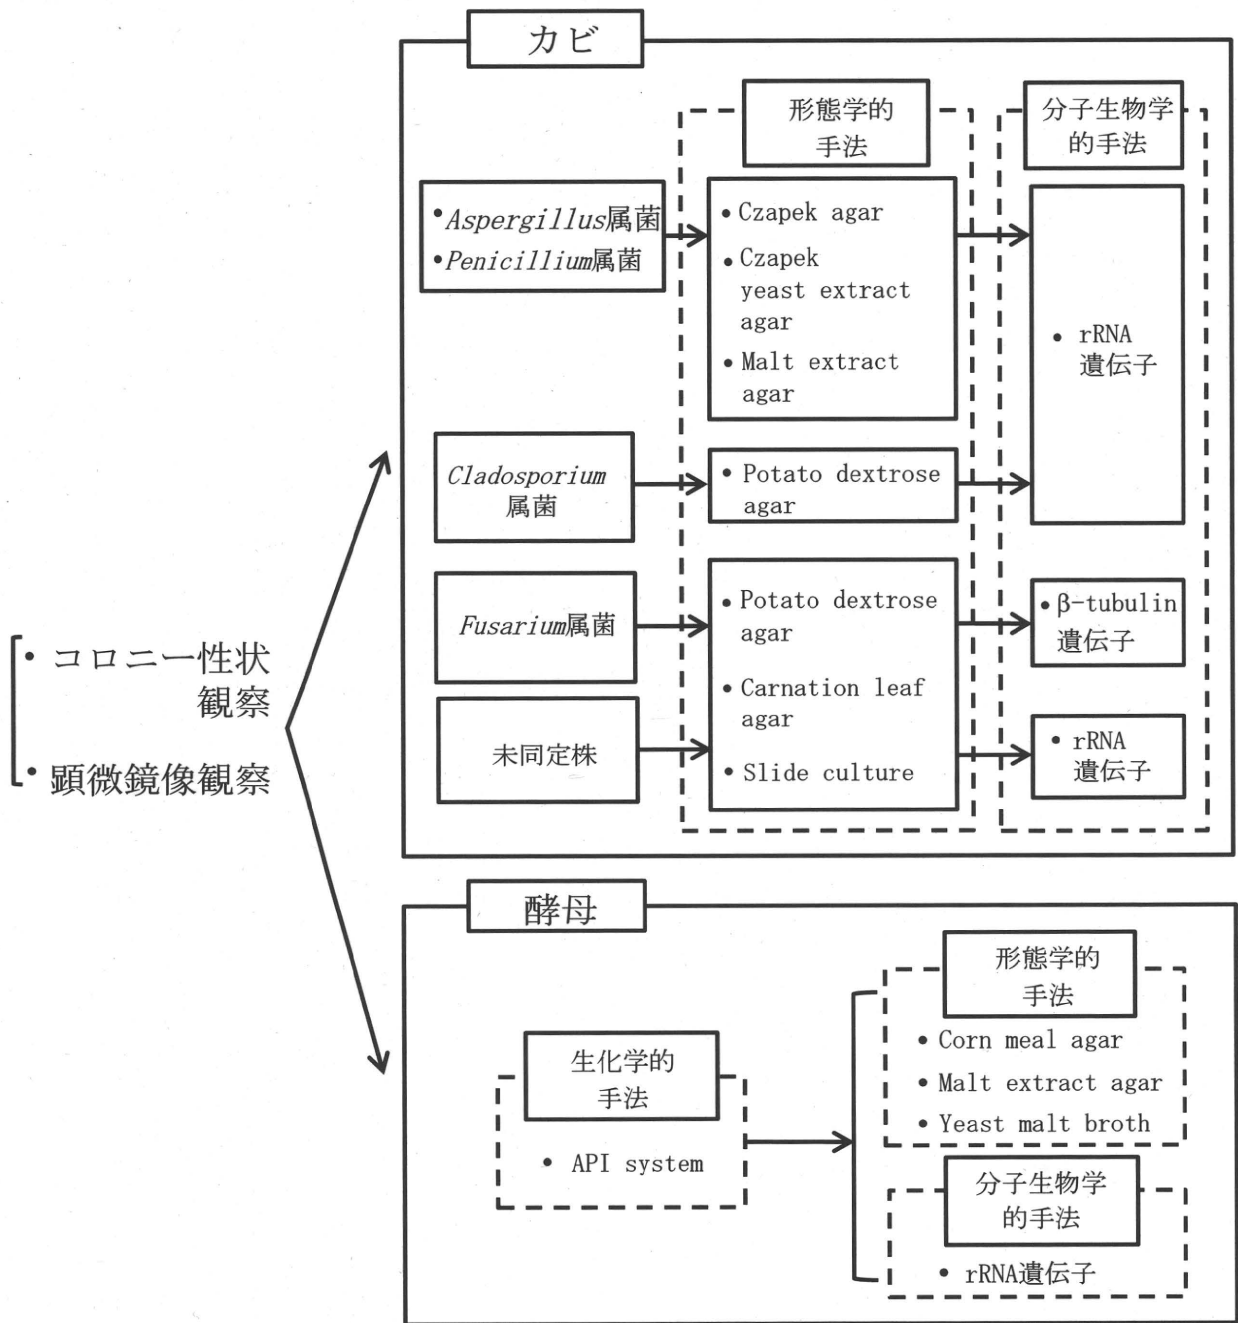 ・コロニー性状
観察
・顕微鏡像観察
カビ
形態学的
手法
分子生物学
的手法
・Aspergillus属菌
・Penicillium属菌
・Czapek agar
・Czapek
yeast extract
agar
・Malt extract
agar
・rRNA
遺伝子
Cladosporium
属菌
・Potato dextrose
agar
Fusarium属菌
・Potato dextrose
agar
・Carnation leaf
agar
・Slide culture
・β-tubulin
遺伝子
未同定株
・rRNA
遺伝子
酵母
生化学的
手法
・API system
形態学的
手法
・Corn meal agar
・Malt extract agar
・Yeast malt broth
分子生物学
的手法
・rRNA遺伝子